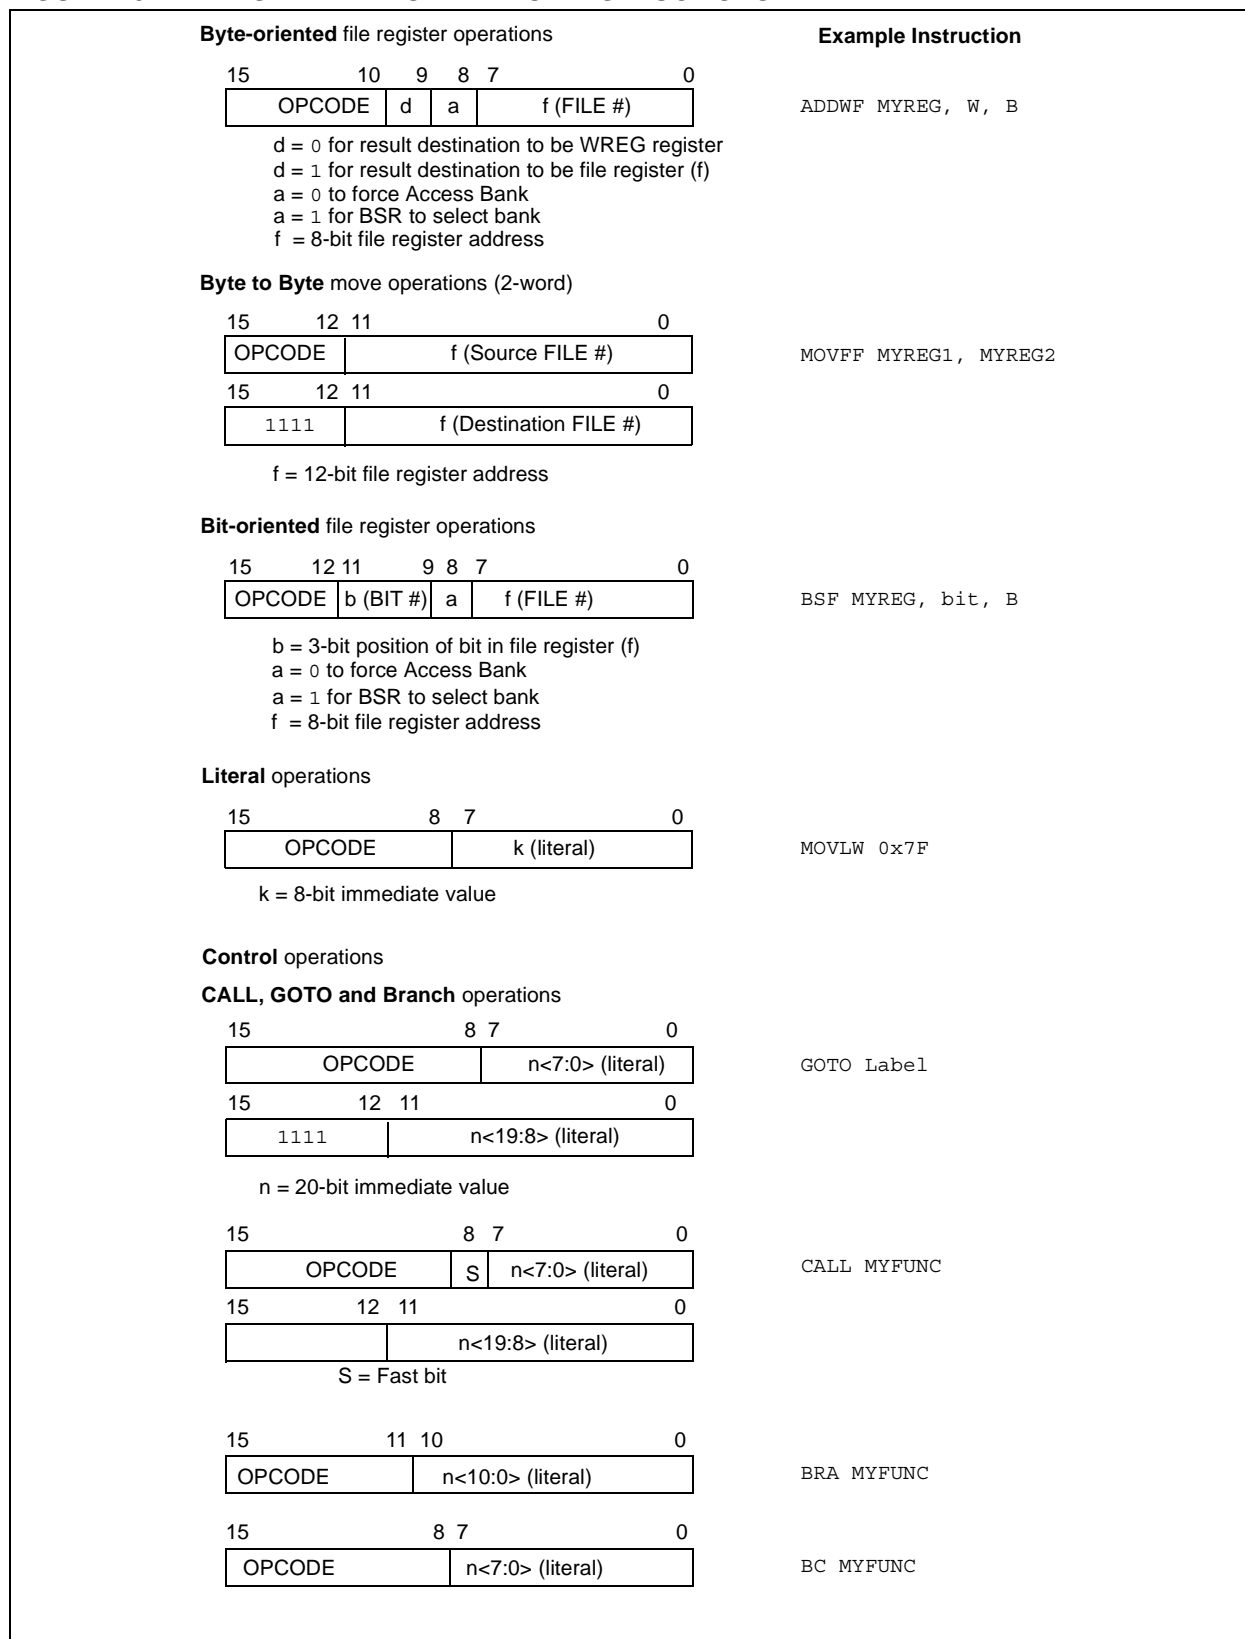 Byte-oriented file register operations Example Instruction
15 10 9 8 7 0
OPCODE d a f (FILE #) ADDWF MYREG, W, B
d = 0 for result destination to be WREG register
d = 1 for result destination to be file register (f)
a = 0 to force Access Bank
a = 1 for BSR to select bank
f = 8-bit file register address
Byte to Byte move operations (2-word)
15 12 11 0
OPCODE f (Source FILE #) MOVFF MYREG1, MYREG2
15 12 11 0
1111 f (Destination FILE #)
f = 12-bit file register address
Bit-oriented file register operations
15 12 11 9 8 7 0
OPCODE b (BIT #) a f (FILE #) BSF MYREG, bit, B
b = 3-bit position of bit in file register (f)
a = 0 to force Access Bank
a = 1 for BSR to select bank
f = 8-bit file register address
Literal operations
15 8 7 0
OPCODE k (literal) MOVLW 0x7F
k = 8-bit immediate value
Control operations
CALL, GOTO and Branch operations
15 8 7 0
OPCODE n<7:0> (literal) GOTO Label
15 12 11 0
1111 n<19:8> (literal)
n = 20-bit immediate value
15 8 7 0
OPCODE S n<7:0> (literal) CALL MYFUNC
15 12 11 0
n<19:8> (literal)
S = Fast bit
15 11 10 0
OPCODE n<10:0> (literal) BRA MYFUNC
15 8 7 0
OPCODE n<7:0> (literal) BC MYFUNC